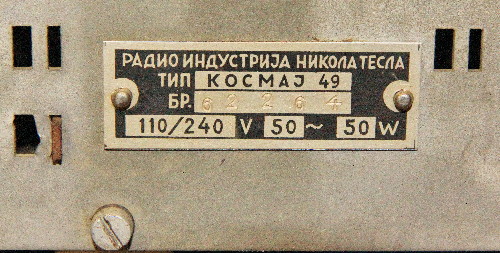 РАДИО ИНДУСТРИЈА НИКОЛА ТЕСЛА
ТИП КОСМАЈ 49
БР. 62264
110/240 V 50 ~ 50 W